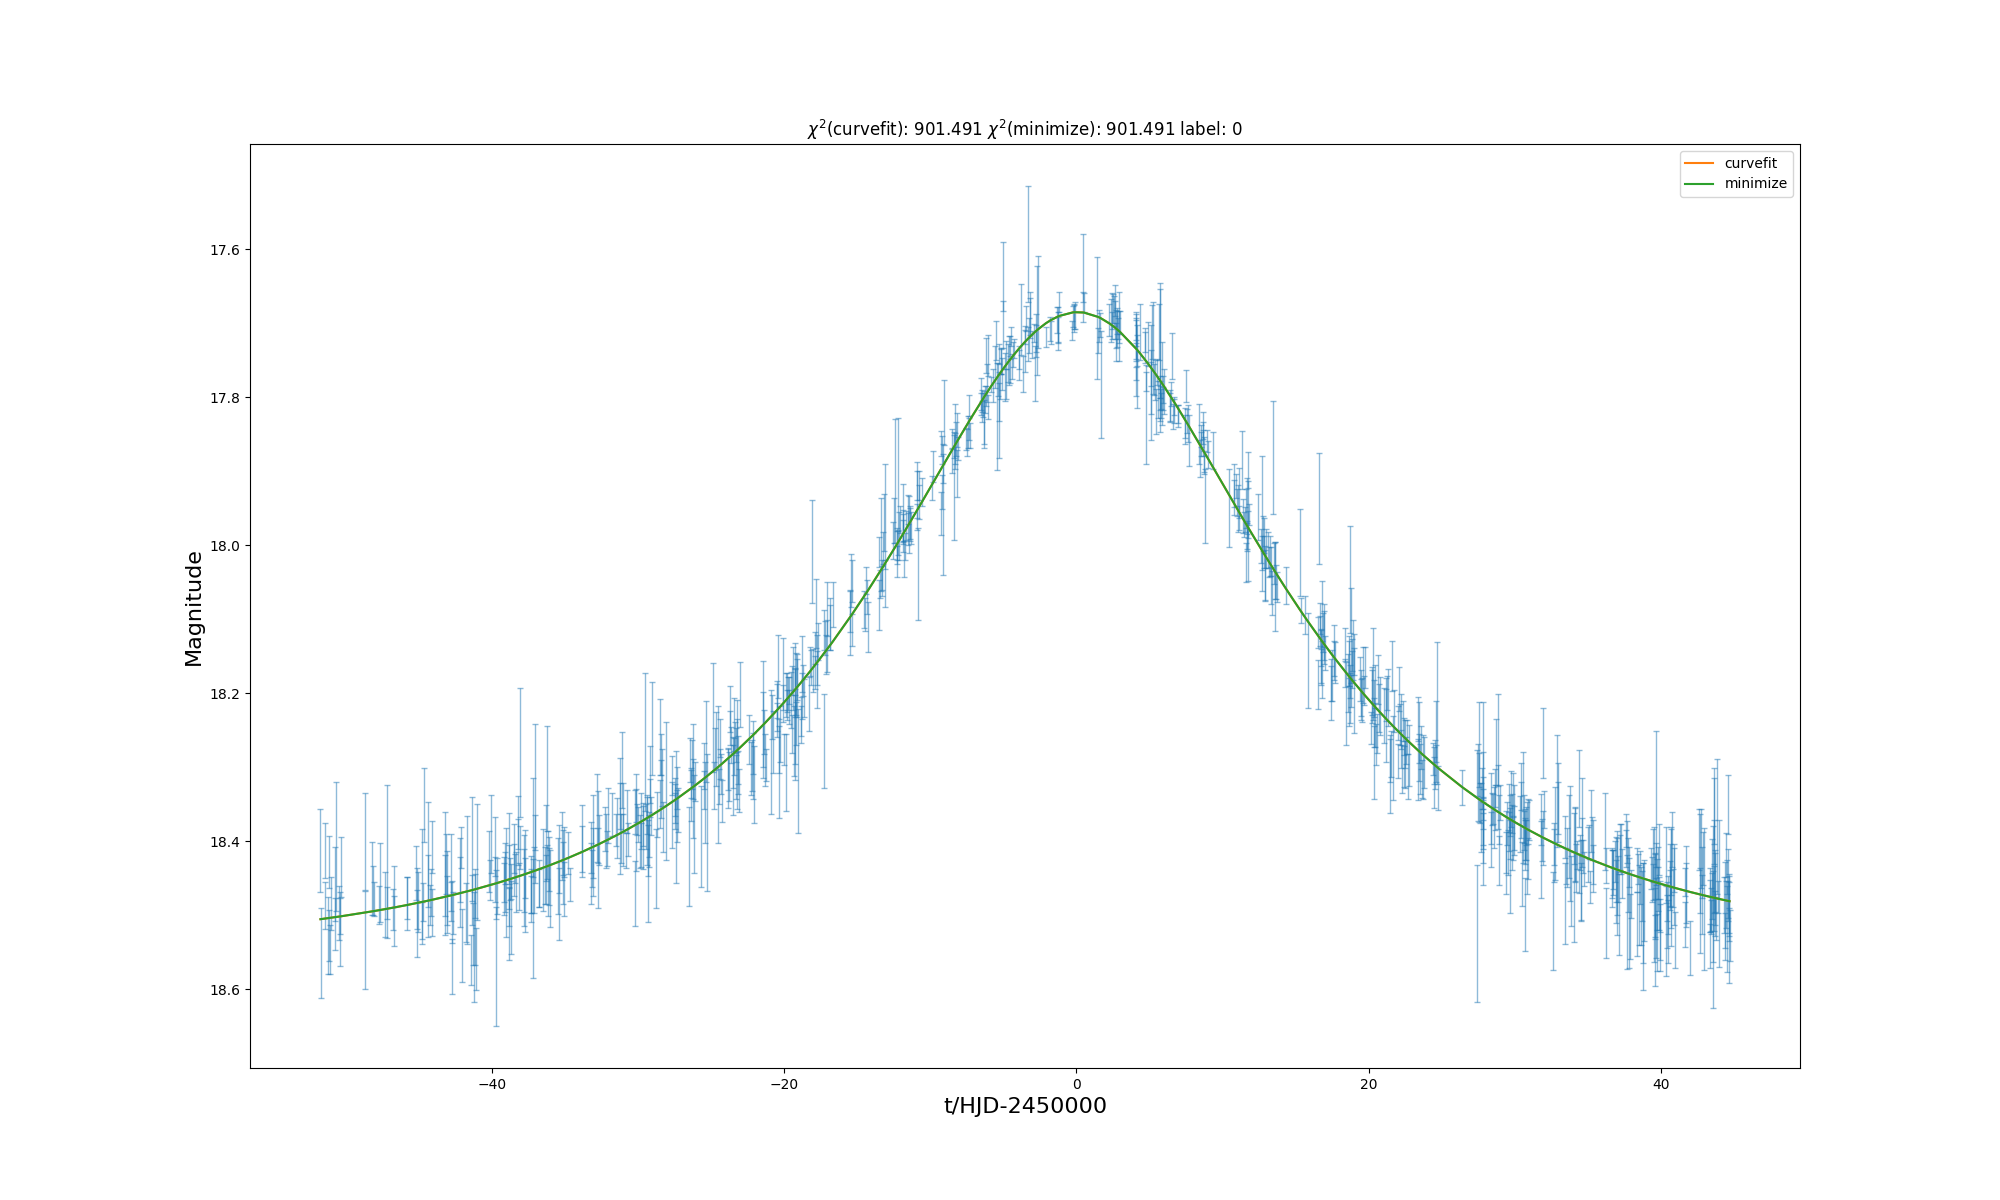 χ²(curvefit): 901.491 χ²(minimize): 901.491 label: 0
curvefit
minimize
17.6
17.8
18.0
18.2
18.4
18.6
Magnitude
−40
−20
0
20
40
t/HJD-2450000